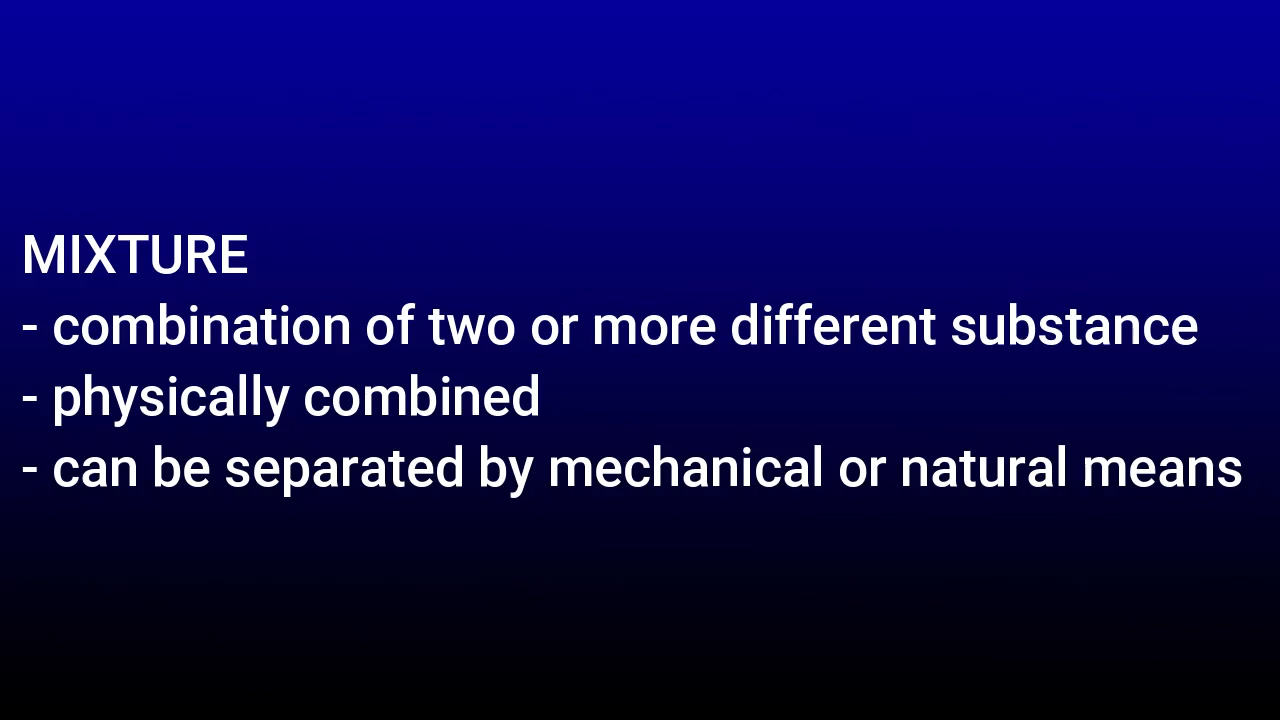 MIXTURE
- combination of two or more different substance
- physically combined
- can be separated by mechanical or natural means